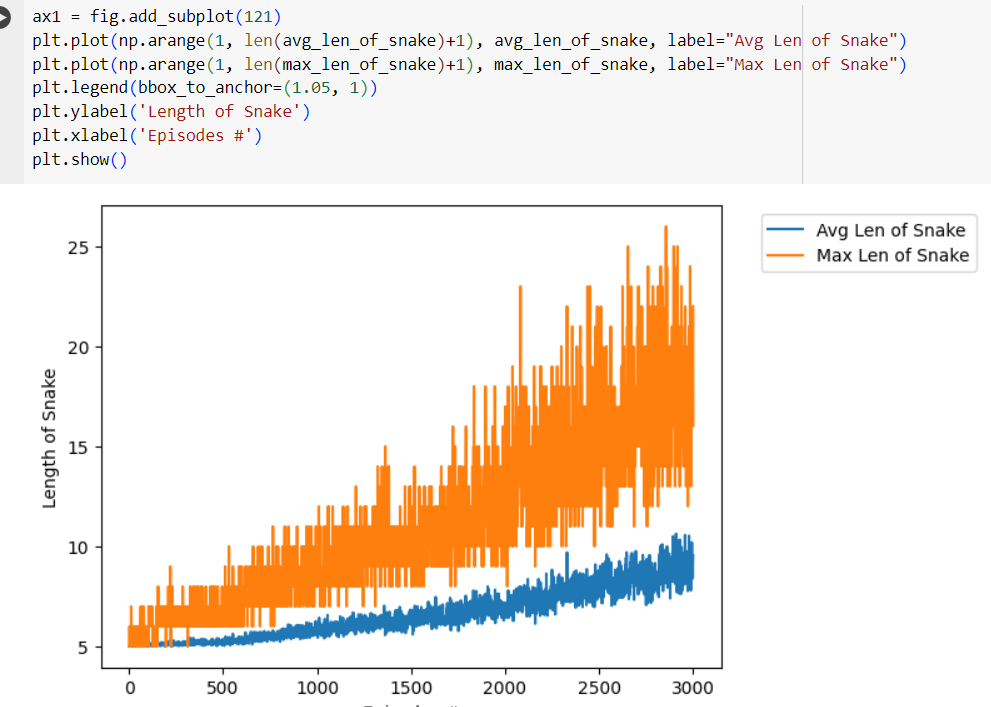 ax1 = fig.add_subplot(121)
plt.plot(np.arange(1, len(avg_len_of_snake)+1), avg_len_of_snake, label="Avg Len of Snake")
plt.plot(np.arange(1, len(max_len_of_snake)+1), max_len_of_snake, label="Max Len of Snake")
plt.legend(bbox_to_anchor=(1.05, 1))
plt.ylabel('Length of Snake')
plt.xlabel('Episodes #')
plt.show()
Avg Len of Snake
Max Len of Snake
25
20
15
10
5
Length of Snake
0 500 1000 1500 2000 2500 3000